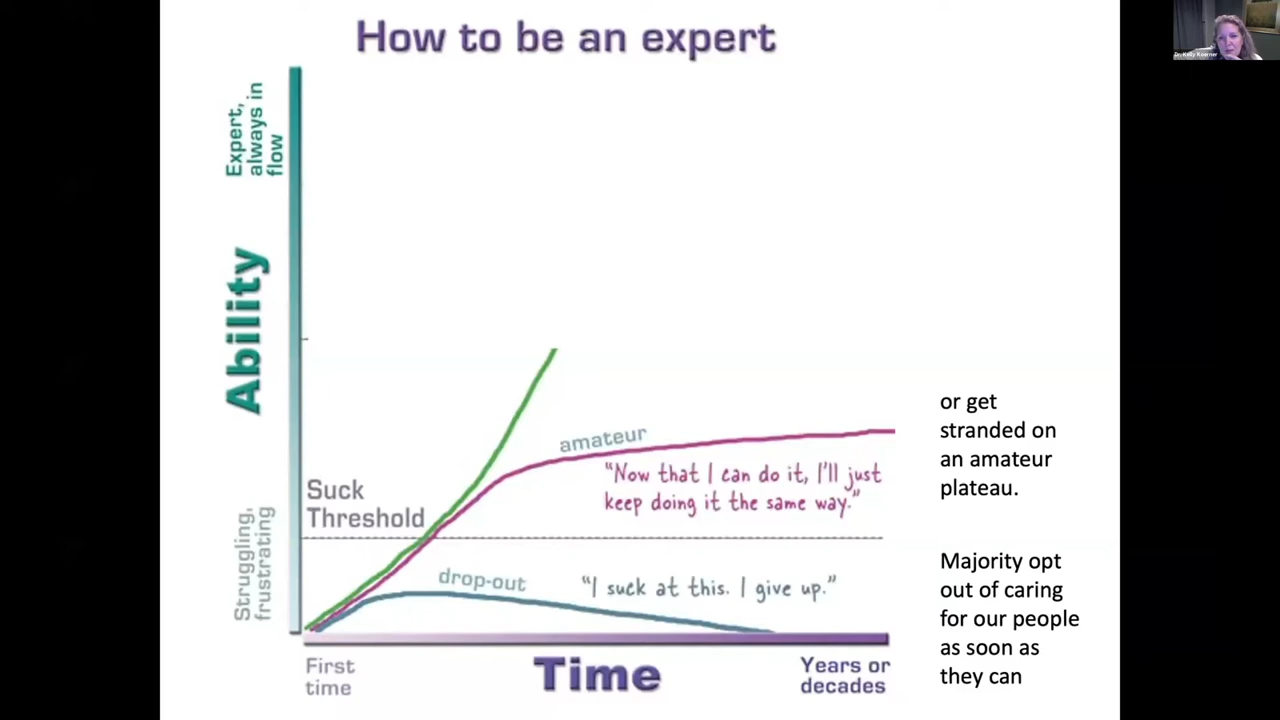 How to be an expert
Expert,
always in
flow
Ability
Struggling,
frustrating
Suck
Threshold
amateur
“Now that I can do it, I’ll just
keep doing it the same way.”
drop-out
“I suck at this. I give up.”
First
time
Time
Years or
decades
or get
stranded on
an amateur
plateau.
Majority opt
out of caring
for our people
as soon as
they can
Dr. Kelly Koerner